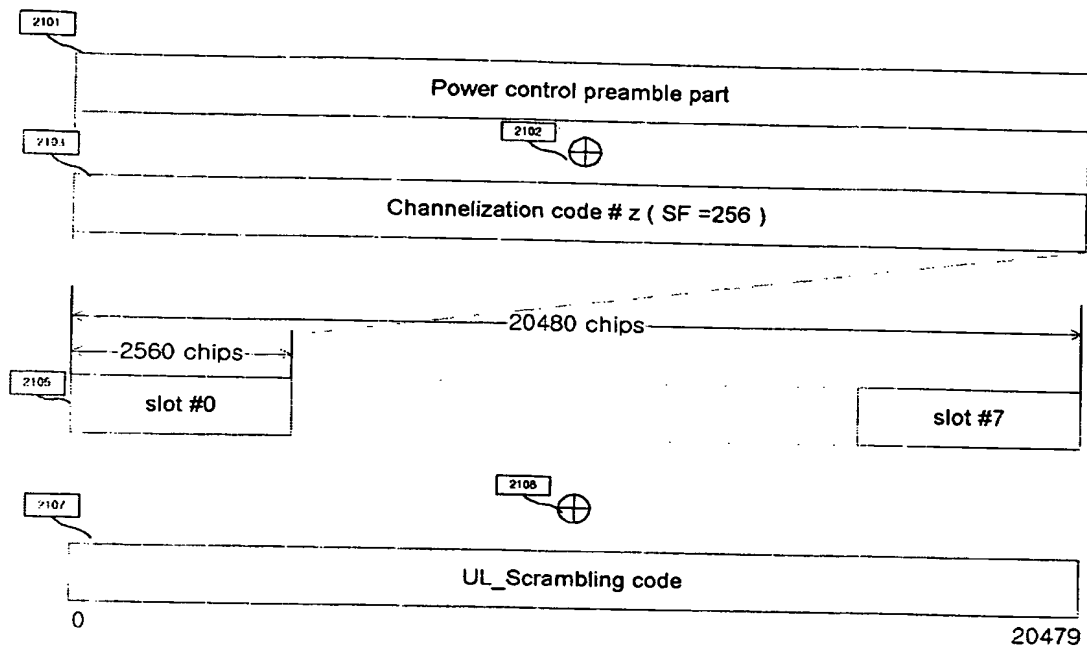 2101
Power control preamble part
2102
2103
Channelization code # z ( SF =256 )
20480 chips
2560 chips
2105
slot #0
slot #7
2108
2107
UL_Scrambling code
0
20479